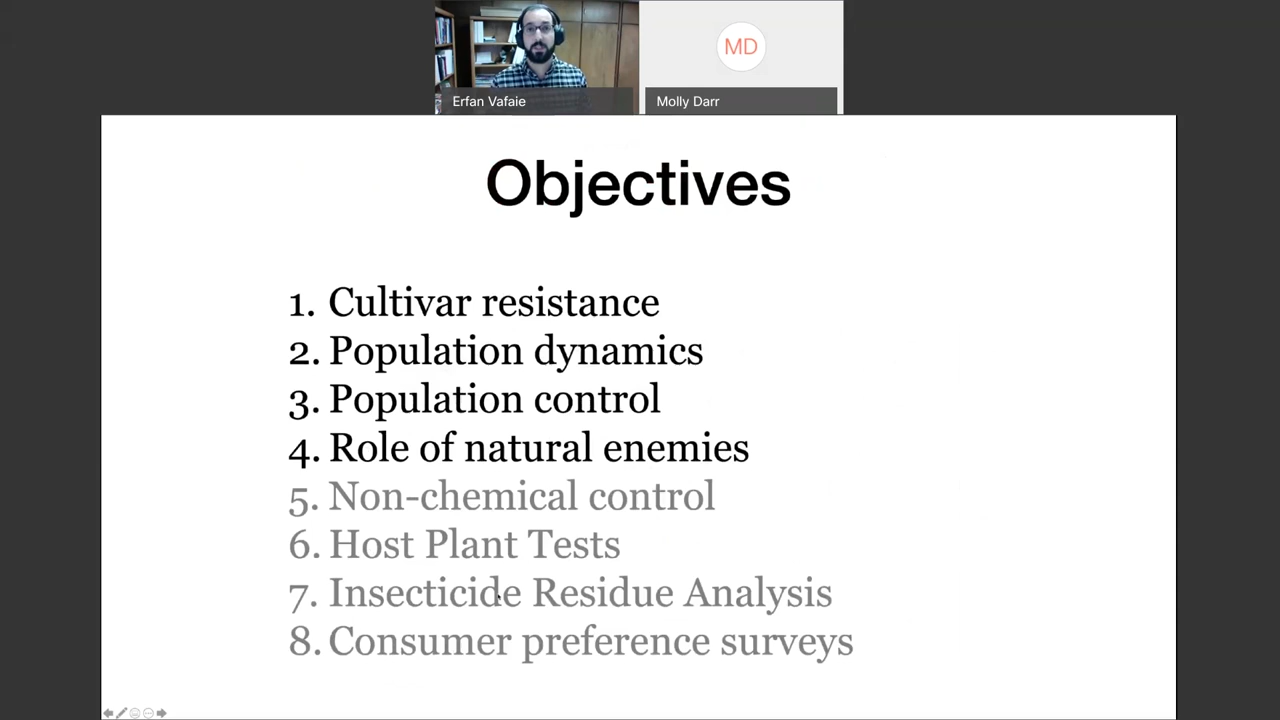 MD
Erfan Vafaie
Molly Darr
Objectives
1. Cultivar resistance
2. Population dynamics
3. Population control
4. Role of natural enemies
5. Non-chemical control
6. Host Plant Tests
7. Insecticide Residue Analysis
8. Consumer preference surveys